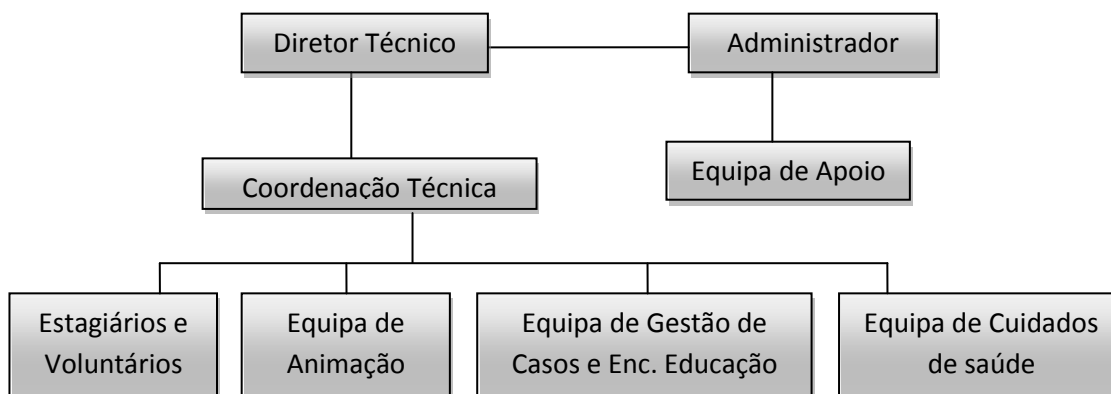 Diretor Técnico
Administrador
Coordenação Técnica
Equipa de Apoio
Estagiários e
Voluntários
Equipa de
Animação
Equipa de Gestão de
Casos e Enc. Educação
Equipa de Cuidados
de saúde